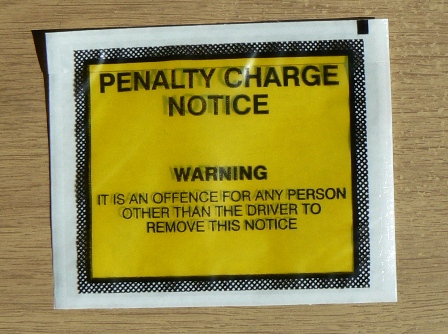 PENALTY CHARGE
NOTICE
WARNING
IT IS AN OFFENCE FOR ANY PERSON
OTHER THAN THE DRIVER TO
REMOVE THIS NOTICE